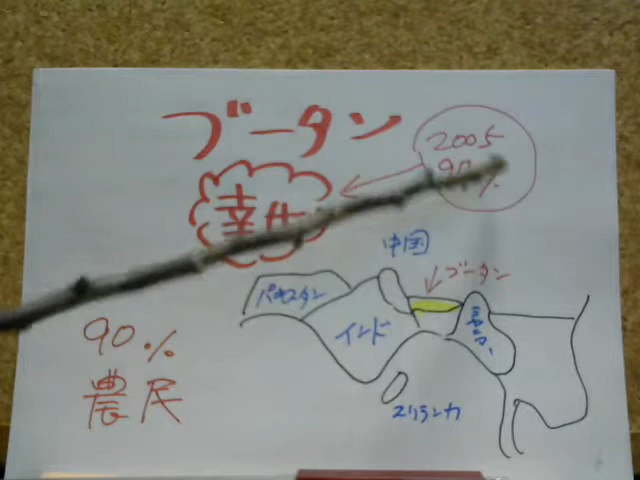 ブータン
2005
幸
中国
ブータン
パキスタン
インド
スリランカ
90%
農民